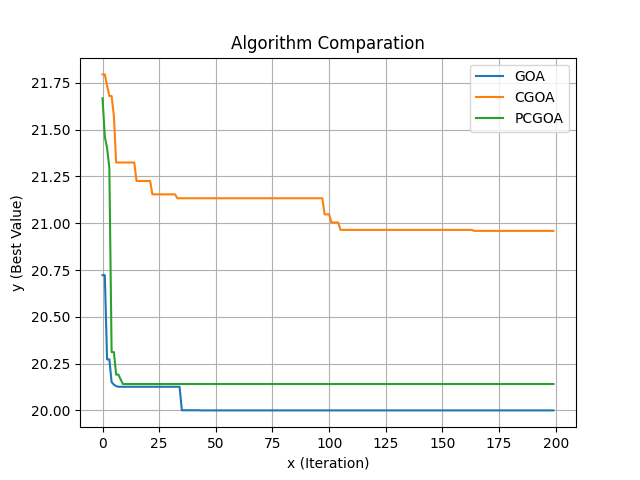 Algorithm Comparation
GOA
CGOA
PCGOA
y (Best Value)
21.75
21.50
21.25
21.00
20.75
20.50
20.25
20.00
0 25 50 75 100 125 150 175 200
x (Iteration)